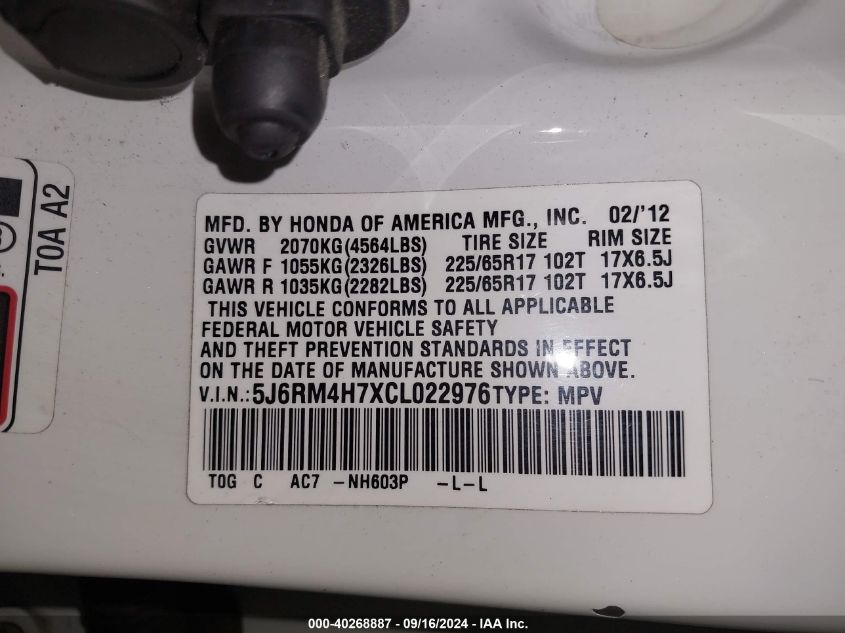 T0A A2
MFD. BY HONDA OF AMERICA MFG., INC. 02/'12
GVWR 2070KG(4564LBS) TIRE SIZE RIM SIZE
GAWR F 1055KG(2326LBS) 225/65R17 102T 17X6.5J
GAWR R 1035KG(2282LBS) 225/65R17 102T 17X6.5J
THIS VEHICLE CONFORMS TO ALL APPLICABLE
FEDERAL MOTOR VEHICLE SAFETY
AND THEFT PREVENTION STANDARDS IN EFFECT
ON THE DATE OF MANUFACTURE SHOWN ABOVE.
V.I.N.:5J6RM4H7XCL022976 TYPE: MPV
T0G C AC7 -NH603P -L-L
000-40268887 - 09/16/2024 - IAA Inc.